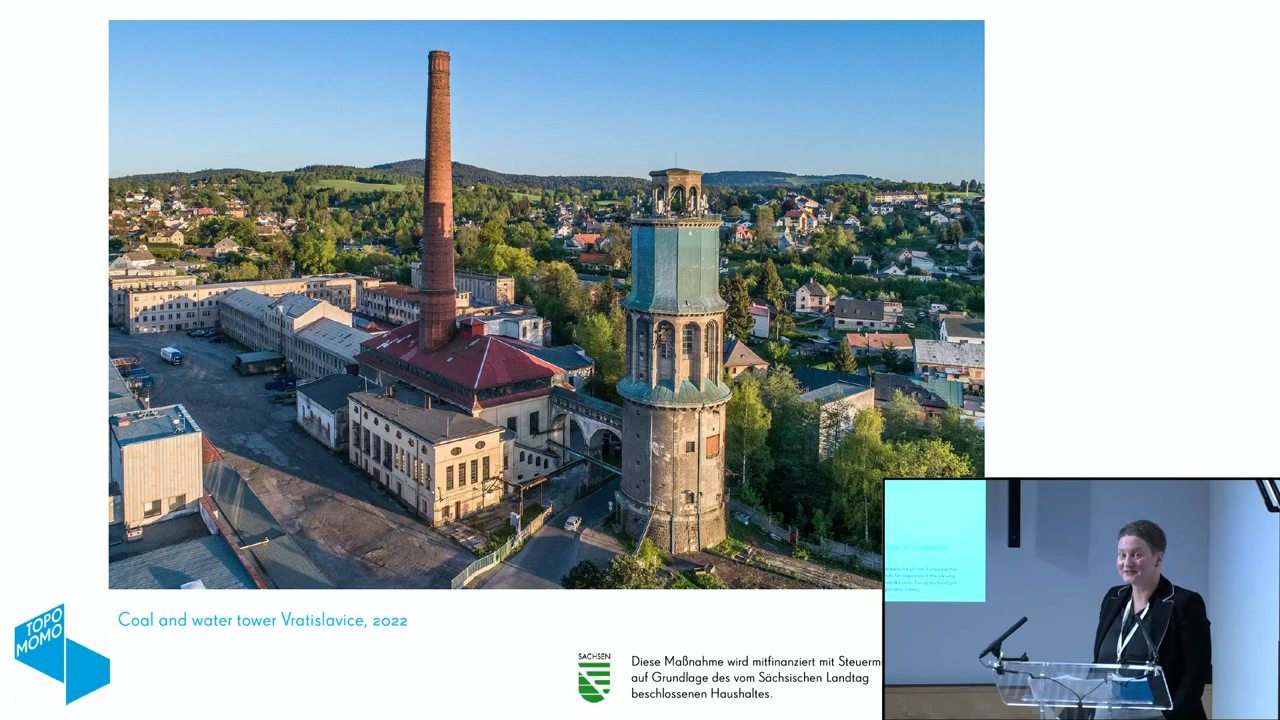 TOPO
MOMO
Coal and water tower Vratislavice, 2022
SACHSEN
Diese Maßnahme wird mitfinanziert mit Steuerm
auf Grundlage des vom Sächsischen Landtag
beschlossenen Haushaltes.